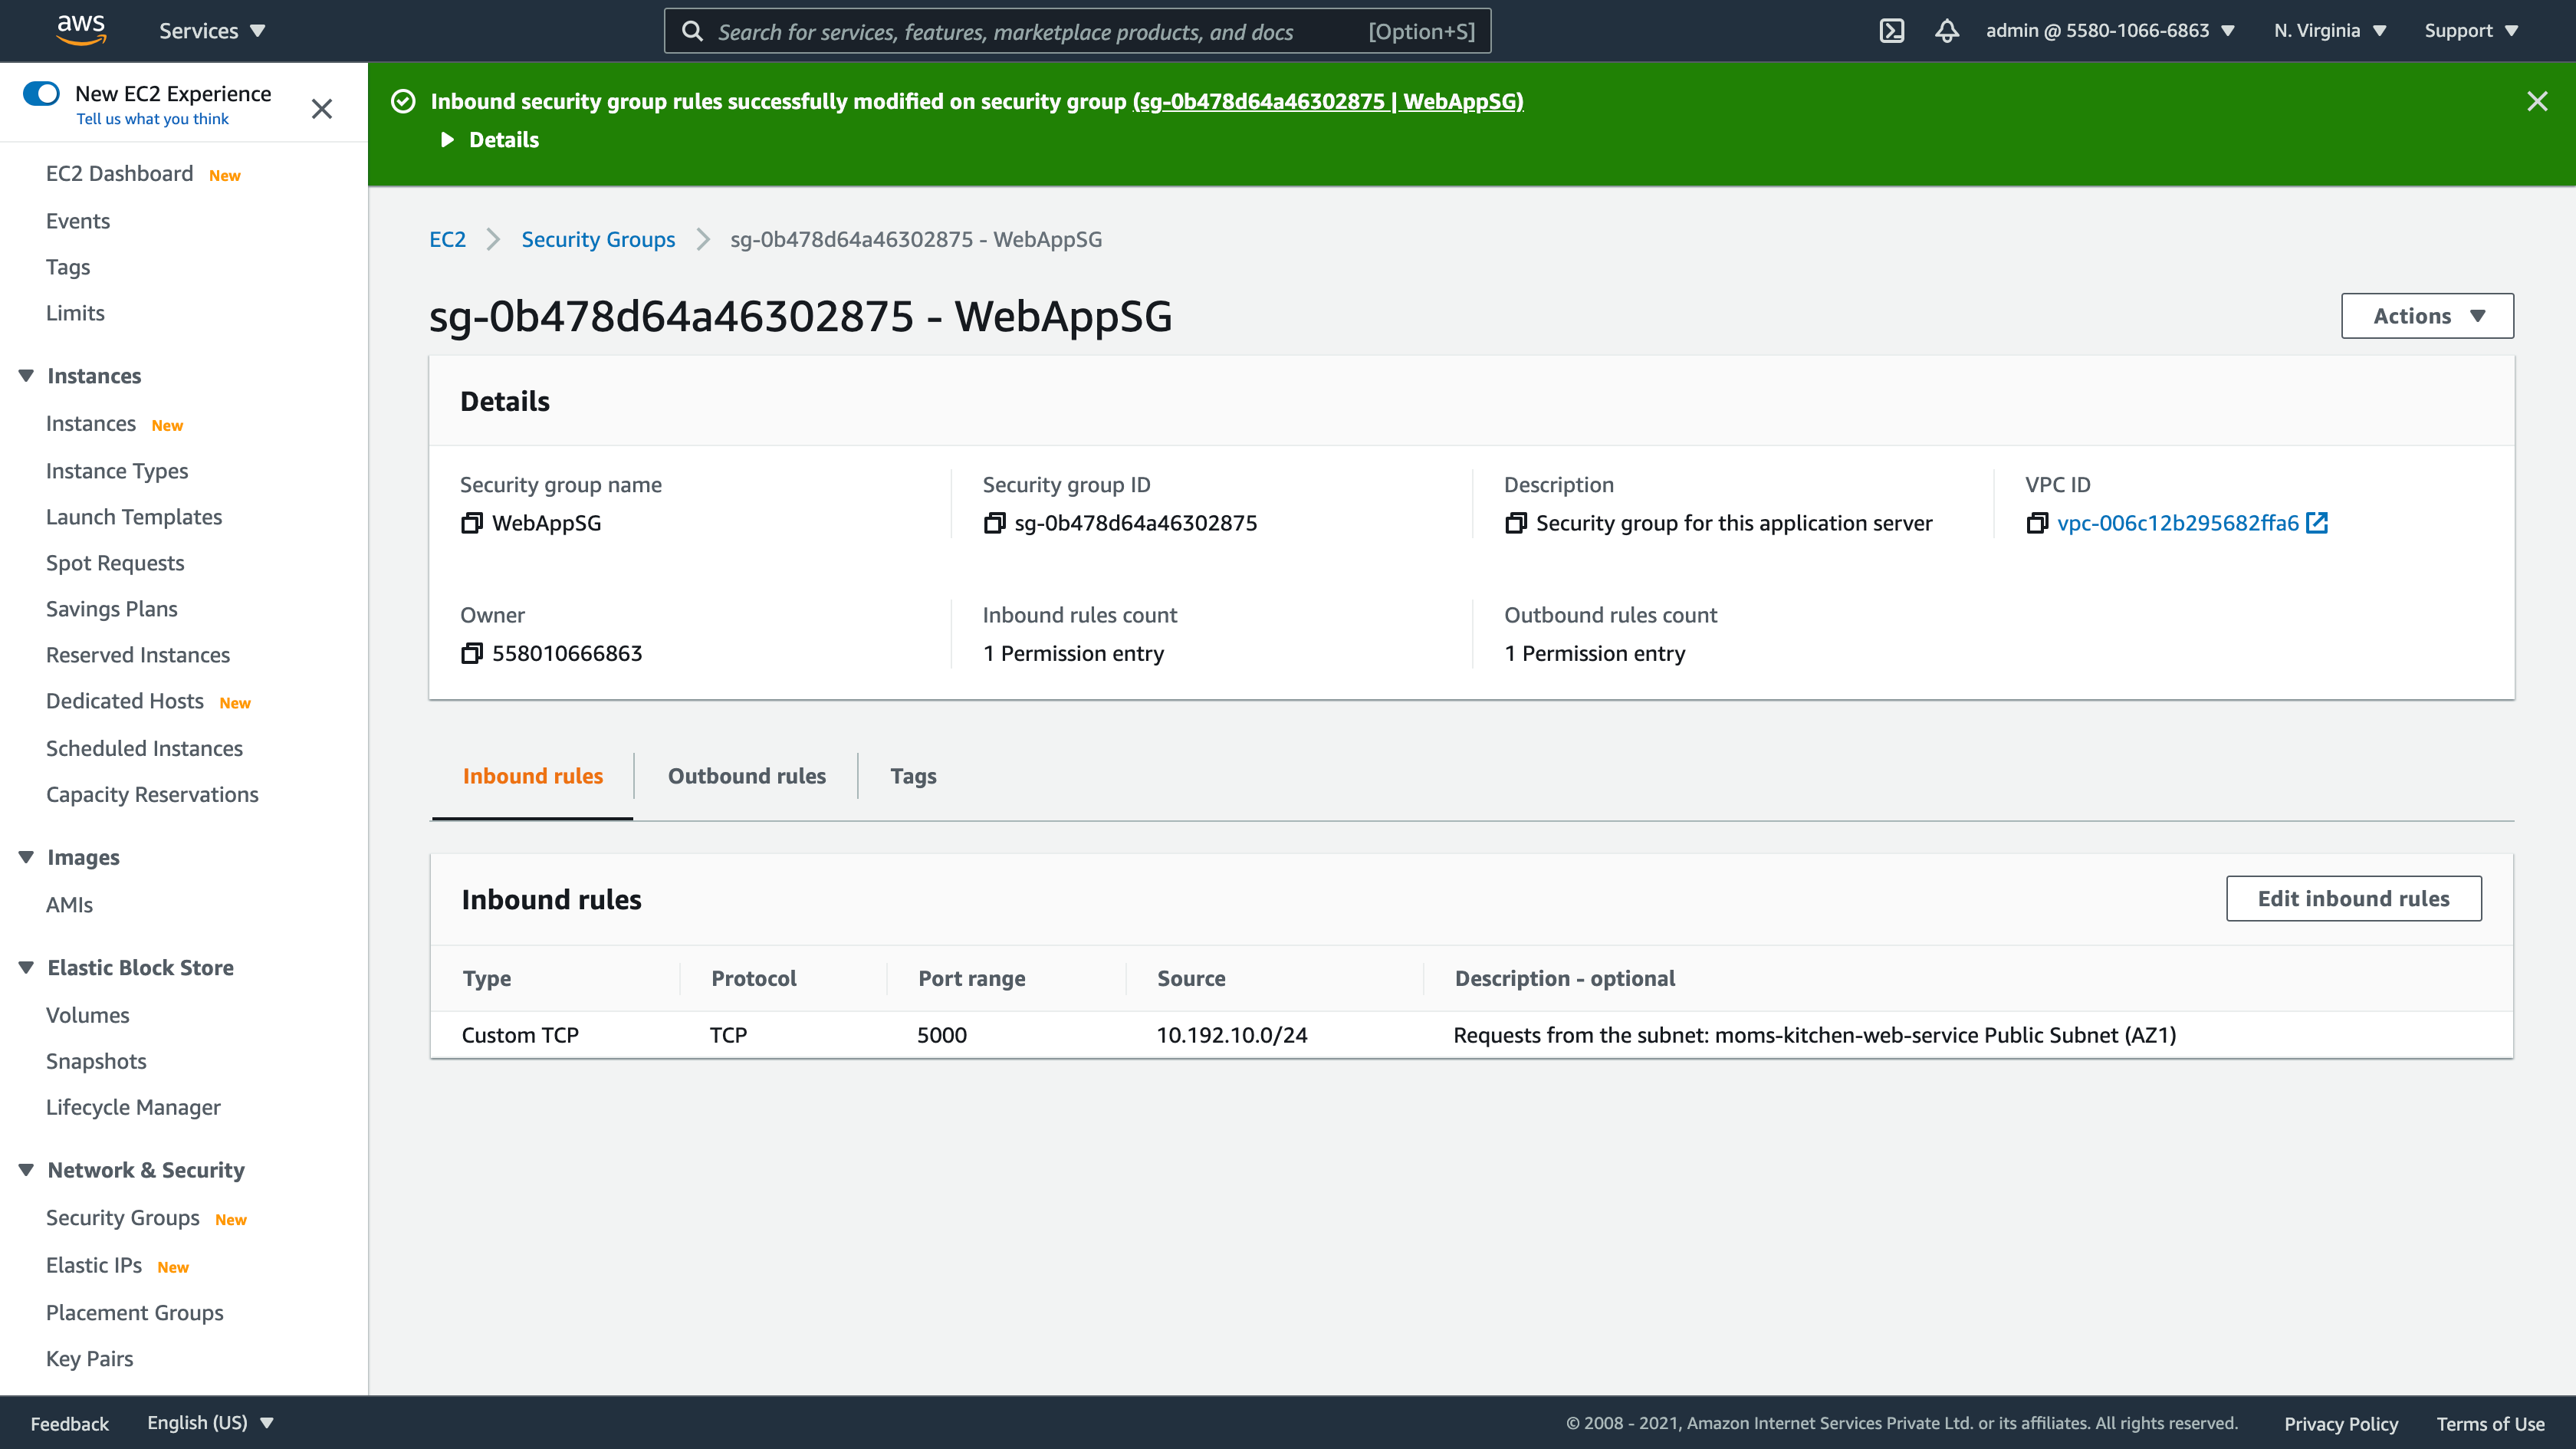 aws
Services
Search for services, features, marketplace products, and docs
[Option+S]
admin @ 5580-1066-6863
N. Virginia
Support
New EC2 Experience
Tell us what you think
EC2 Dashboard New
Events
Tags
Limits
Instances
Instances New
Instance Types
Launch Templates
Spot Requests
Savings Plans
Reserved Instances
Dedicated Hosts New
Scheduled Instances
Capacity Reservations
Images
AMIs
Elastic Block Store
Volumes
Snapshots
Lifecycle Manager
Network & Security
Security Groups New
Elastic IPs New
Placement Groups
Key Pairs
Inbound security group rules successfully modified on security group (sg-0b478d64a46302875 | WebAppSG)
Details
EC2
Security Groups
sg-0b478d64a46302875 - WebAppSG
sg-0b478d64a46302875 - WebAppSG
Actions
Details
Security group name
WebAppSG
Security group ID
sg-0b478d64a46302875
Description
Security group for this application server
VPC ID
vpc-006c12b295682ffa6
Owner
558010666863
Inbound rules count
1 Permission entry
Outbound rules count
1 Permission entry
Inbound rules
Outbound rules
Tags
Inbound rules
Edit inbound rules
Type Protocol Port range Source Description - optional
Custom TCP TCP 5000 10.192.10.0/24 Requests from the subnet: moms-kitchen-web-service Public Subnet (AZ1)
Feedback
English (US)
© 2008 - 2021, Amazon Internet Services Private Ltd. or its affiliates. All rights reserved.
Privacy Policy
Terms of Use